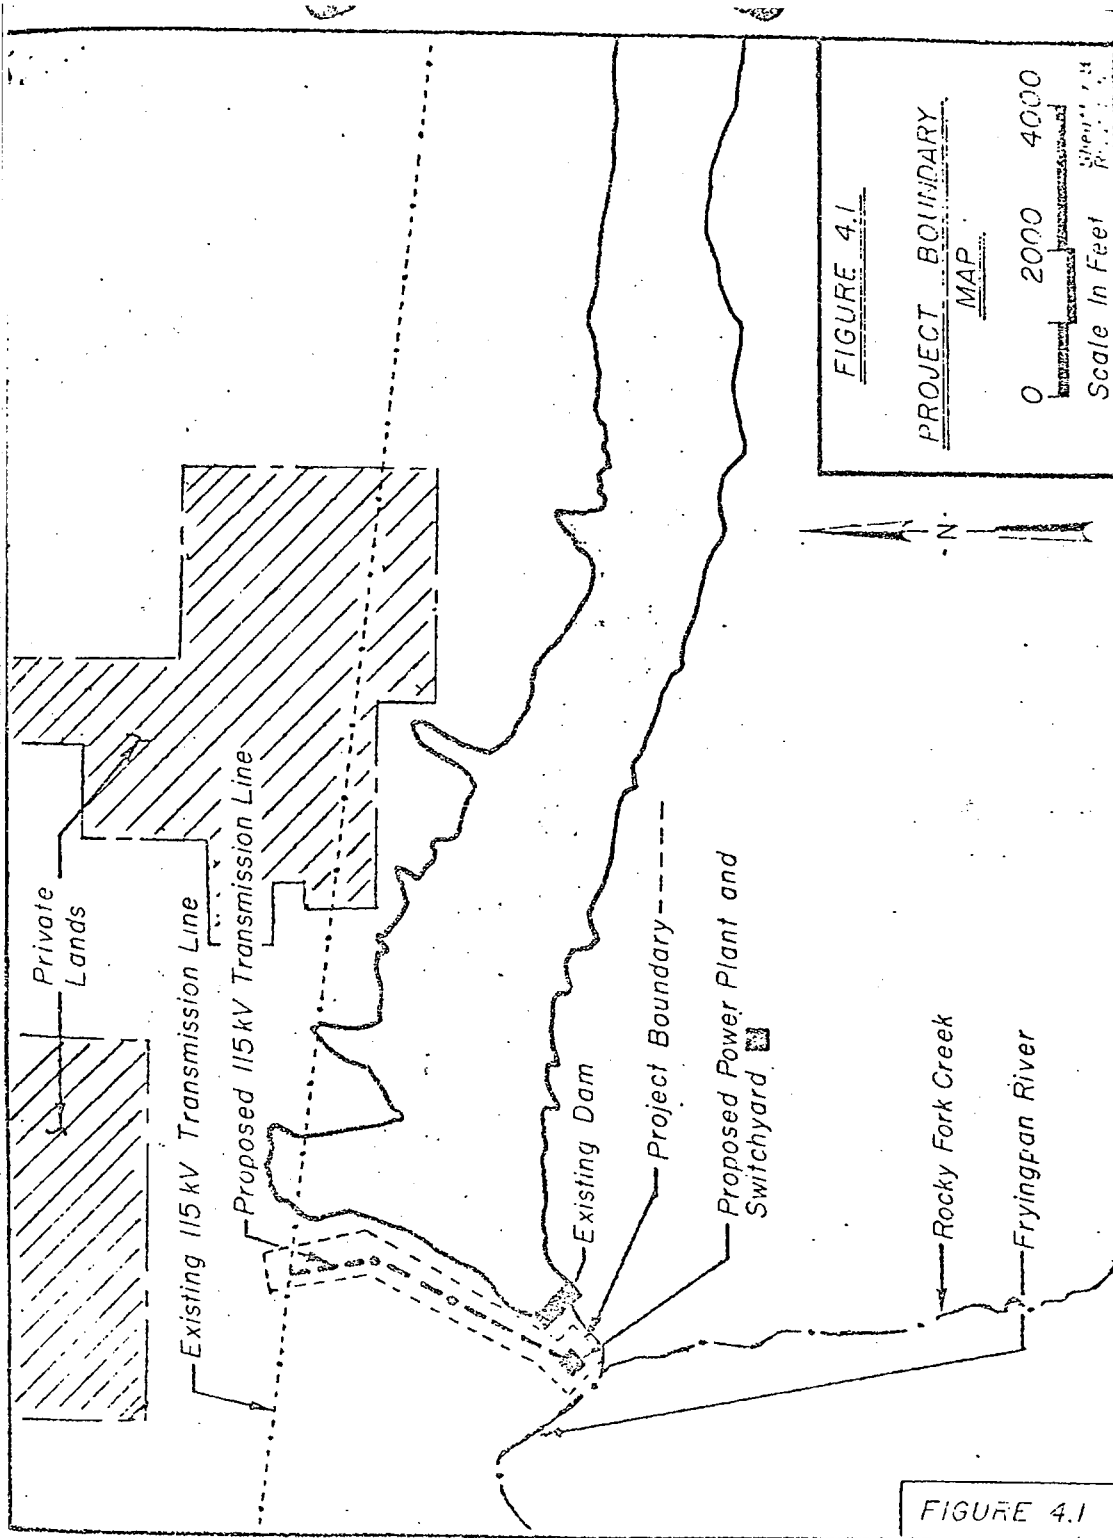 Private
Lands
Existing 115 kV Transmission Line
Proposed 115 kV Transmission Line
Existing Dam
Project Boundary
Proposed Power Plant and
Switchyard
Rocky Fork Creek
Fryingpan River
N
FIGURE 4.1
PROJECT BOUNDARY
MAP
0 2000 4000
Scale In Feet
FIGURE 4.1